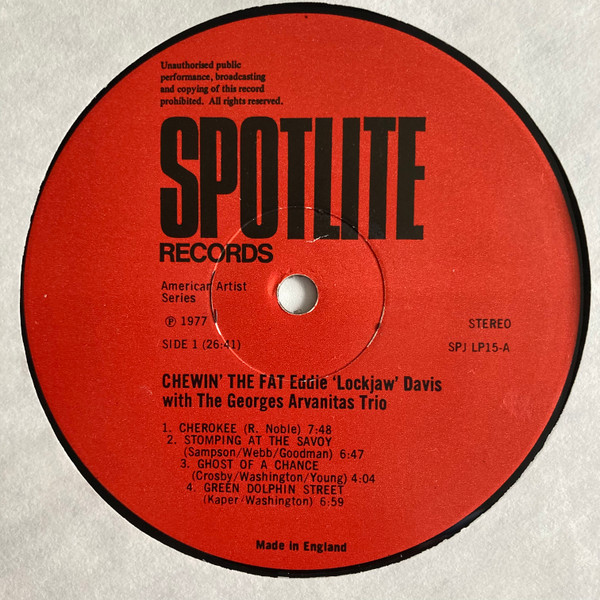 Unauthorised public
performance, broadcasting
and copying of this record
prohibited. All rights reserved.
SPOTLITE
RECORDS
American Artist
Series
℗ 1977
STEREO
SIDE 1 (26:41)
SPJ LP15-A
CHEWIN' THE FAT Eddie 'Lockjaw' Davis
with The Georges Arvanitas Trio
1. CHEROKEE (R. Noble) 7:48
2. STOMPING AT THE SAVOY
(Sampson/Webb/Goodman) 6:47
3. GHOST OF A CHANCE
(Crosby/Washington/Young) 4:04
4. GREEN DOLPHIN STREET
(Kaper/Washington) 6:59
Made in England